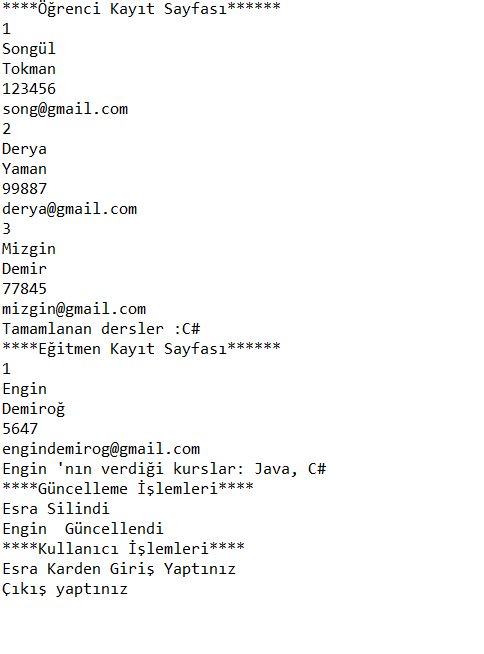 ****Öğrenci Kayıt Sayfası******
1
Songül
Tokman
123456
song@gmail.com
2
Derya
Yaman
99887
derya@gmail.com
3
Mizgin
Demir
77845
mizgin@gmail.com
Tamamlanan dersler :C#
****Eğitmen Kayıt Sayfası******
1
Engin
Demiroğ
5647
engindemirog@gmail.com
Engin 'nın verdiği kurslar: Java, C#
****Güncelleme İşlemleri****
Esra Silindi
Engin  Güncellendi
****Kullanıcı İşlemleri****
Esra Karden Giriş Yaptınız
Çıkış yaptınız